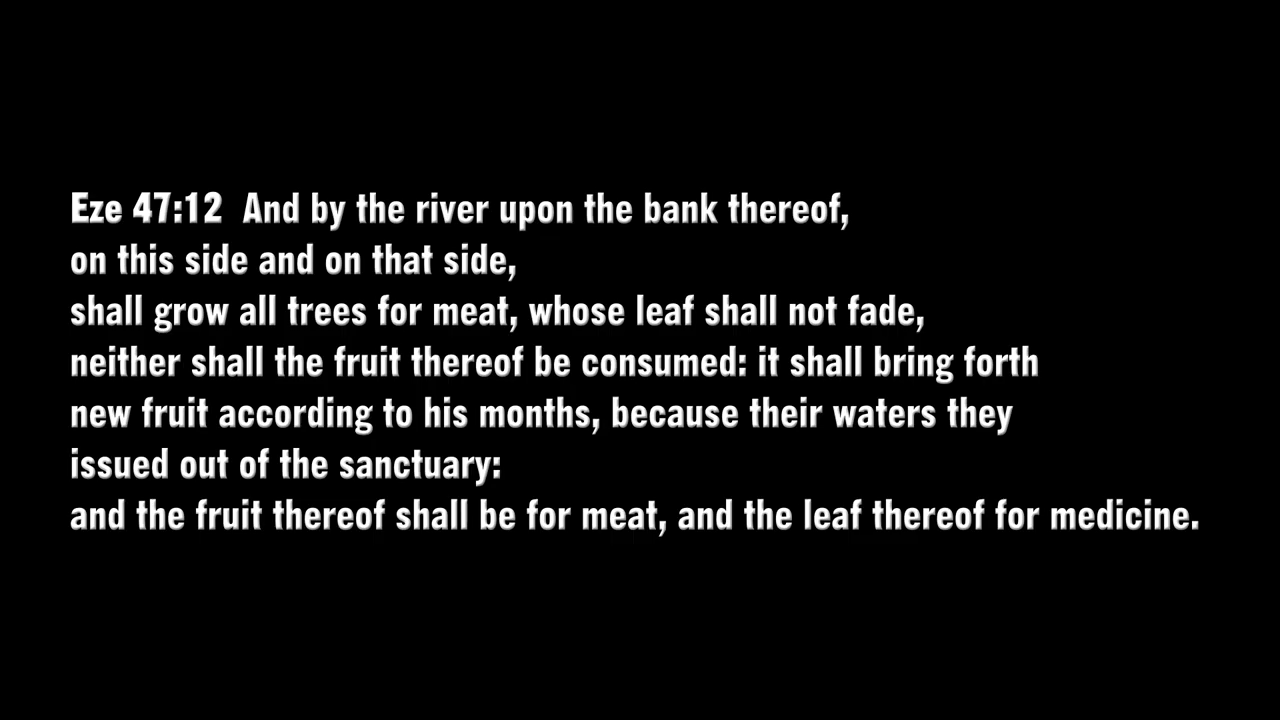 Eze 47:12  And by the river upon the bank thereof,
on this side and on that side,
shall grow all trees for meat, whose leaf shall not fade,
neither shall the fruit thereof be consumed: it shall bring forth
new fruit according to his months, because their waters they
issued out of the sanctuary:
and the fruit thereof shall be for meat, and the leaf thereof for medicine.